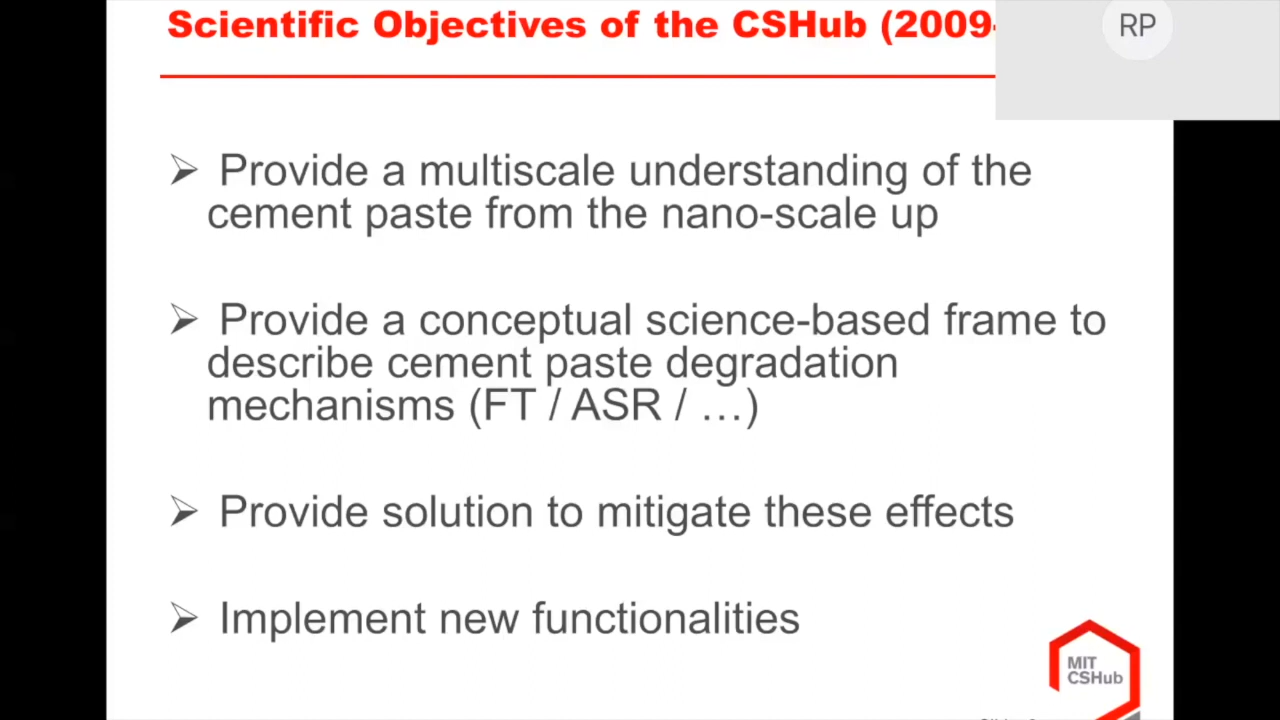 Scientific Objectives of the CSHub (2009-
RP
➢ Provide a multiscale understanding of the
cement paste from the nano-scale up
➢ Provide a conceptual science-based frame to
describe cement paste degradation
mechanisms (FT / ASR / …)
➢ Provide solution to mitigate these effects
➢ Implement new functionalities
MIT
CSHub